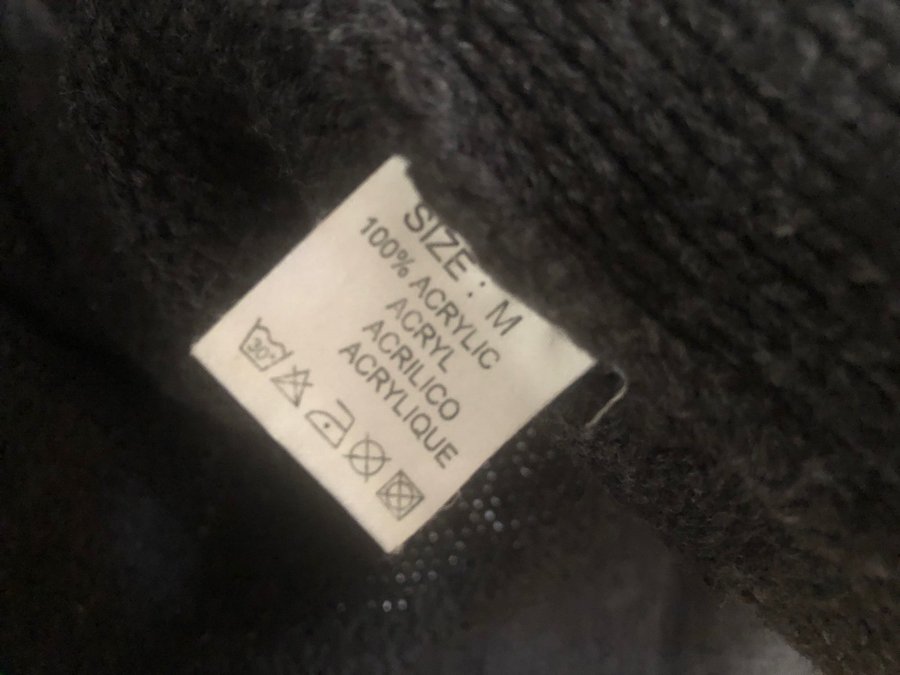 SIZE : M
100% ACRYLIC
ACRYL
ACRILICO
ACRYLIQUE
30°